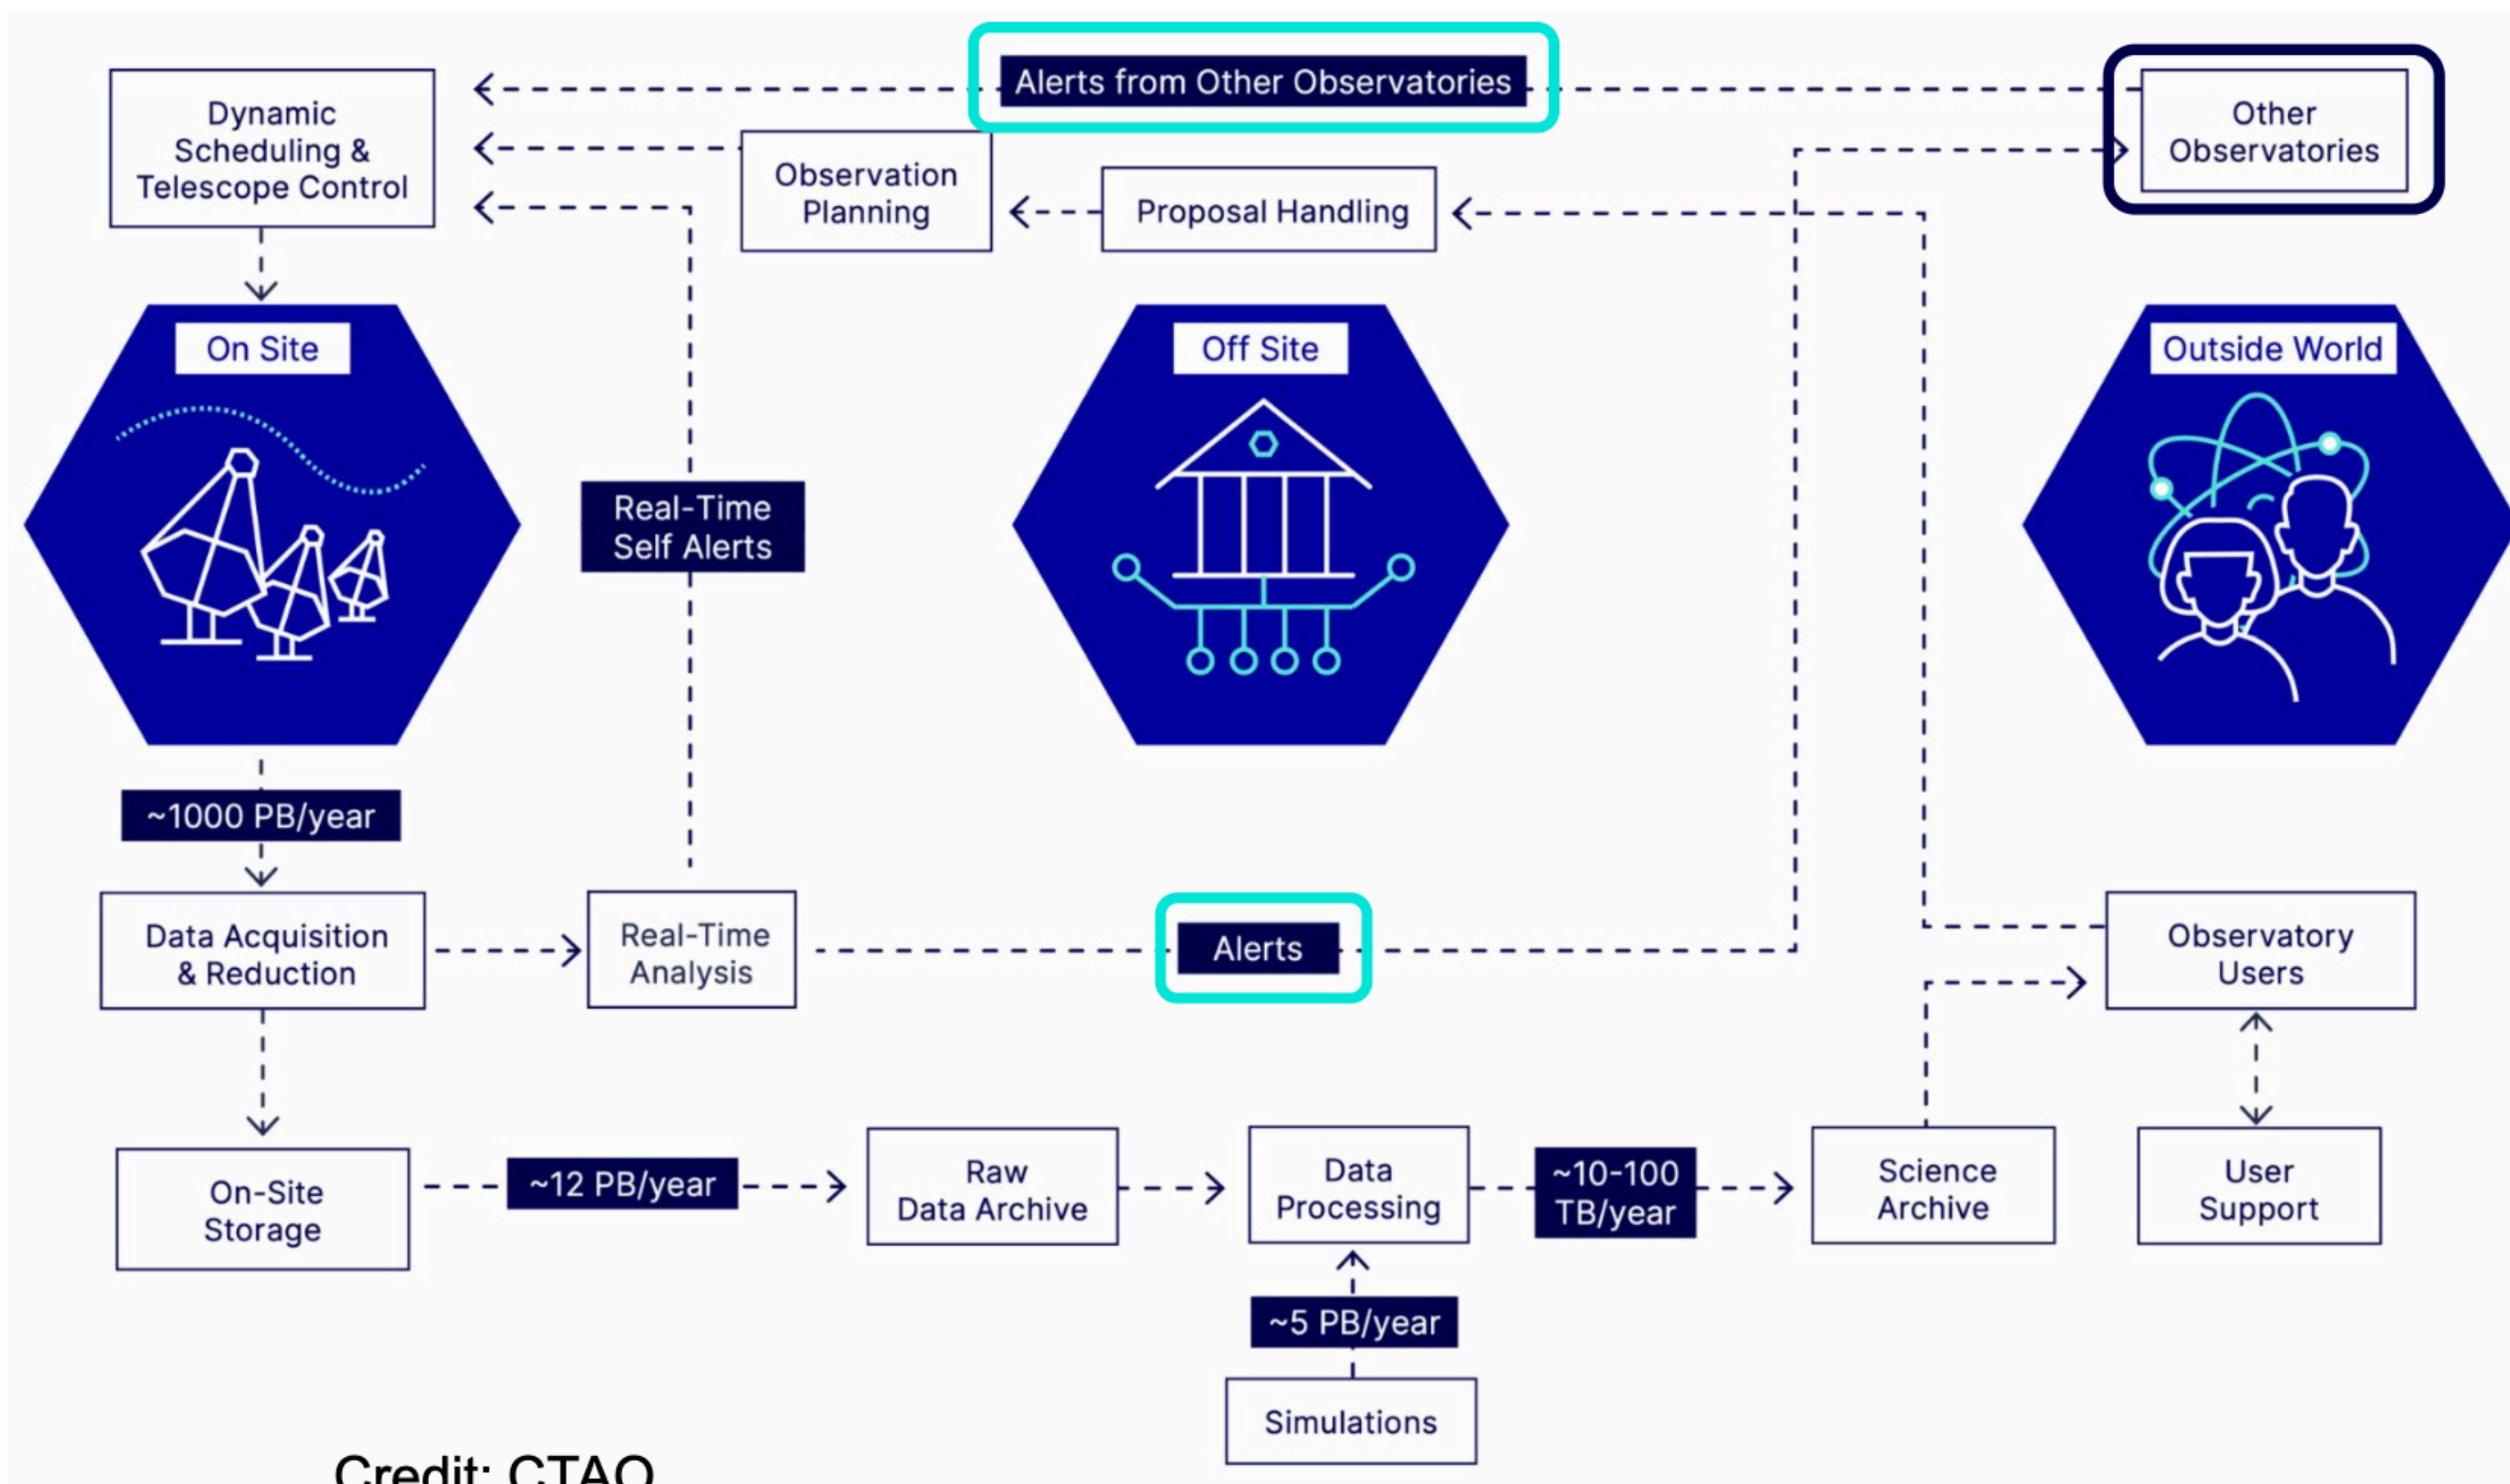 Alerts from Other Observatories
Dynamic
Scheduling &
Telescope Control
Observation
Planning
Proposal Handling
Other
Observatories
On Site
Off Site
Outside World
Real-Time
Self Alerts
~1000 PB/year
Data Acquisition
& Reduction
Real-Time
Analysis
Alerts
Observatory
Users
On-Site
Storage
~12 PB/year
Raw
Data Archive
Data
Processing
~10-100
TB/year
Science
Archive
User
Support
~5 PB/year
Simulations
Credit: CTAO